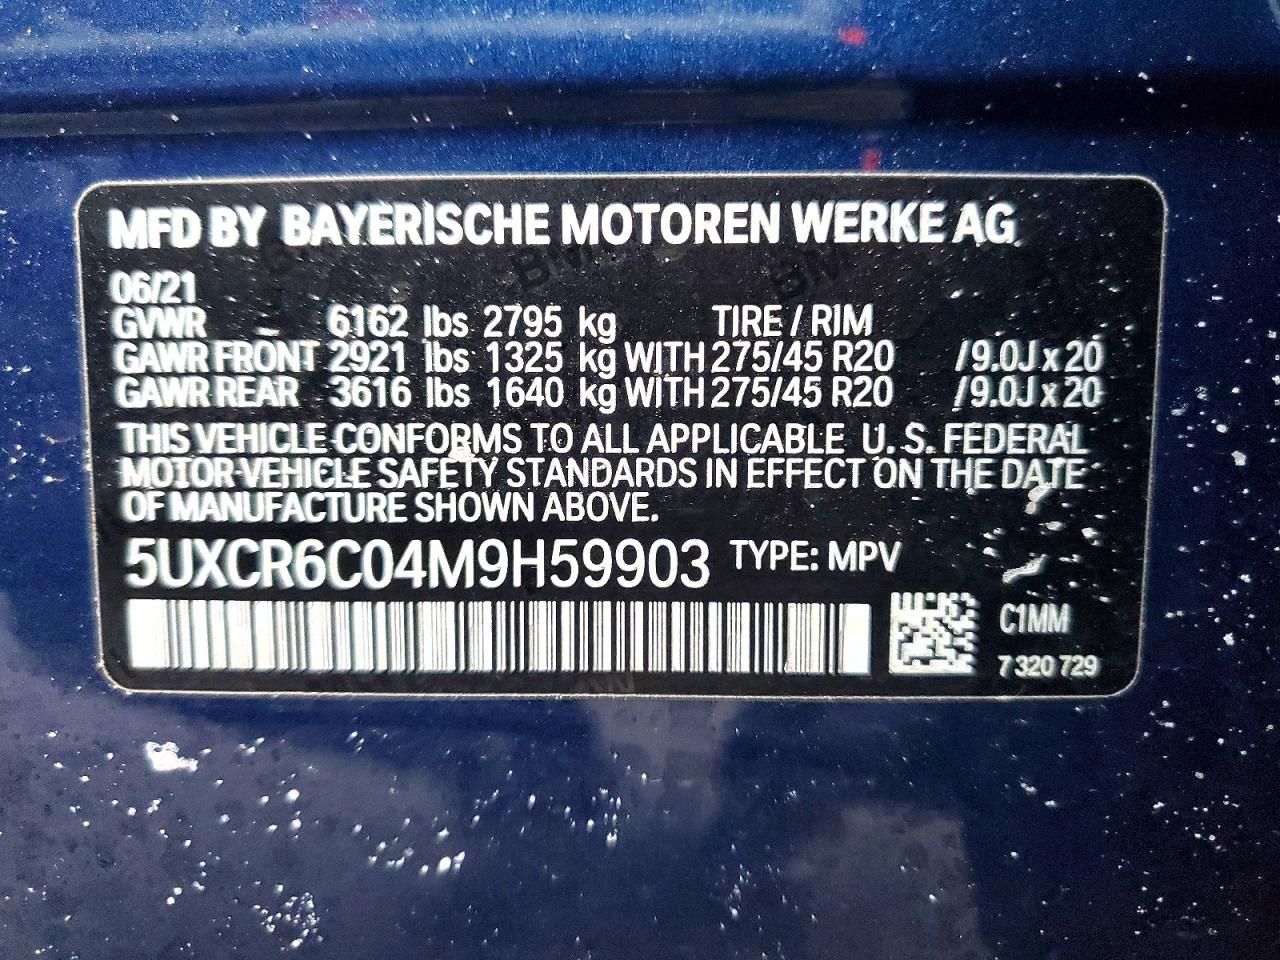 MFD BY BAYERISCHE MOTOREN WERKE AG
06/21
GVWR 6162 lbs 2795 kg TIRE / RIM
GAWR FRONT 2921 lbs 1325 kg WITH 275/45 R20 /9.0J x 20
GAWR REAR 3616 lbs 1640 kg WITH 275/45 R20 /9.0J x 20
THIS VEHICLE CONFORMS TO ALL APPLICABLE U. S. FEDERAL
MOTOR-VEHICLE SAFETY STANDARDS IN EFFECT ON THE DATE
OF MANUFACTURE SHOWN ABOVE.
5UXCR6C04M9H59903 TYPE: MPV
C1MM
7 320 729